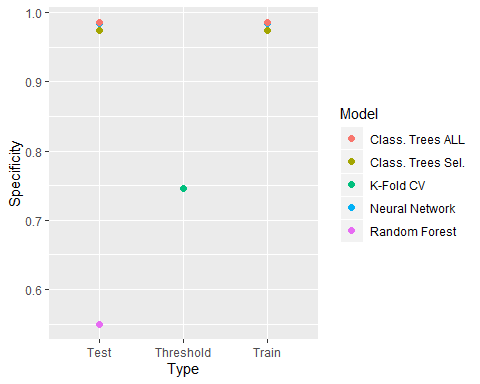 1.0
0.9
0.8
0.7
0.6
Specificity
Test
Threshold
Train
Type
Model
Class. Trees ALL
Class. Trees Sel.
K-Fold CV
Neural Network
Random Forest